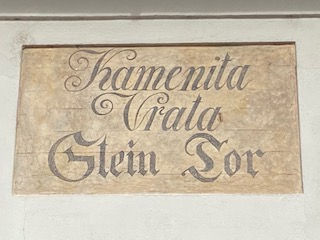 Kamenita
Vrata
Stein Tor